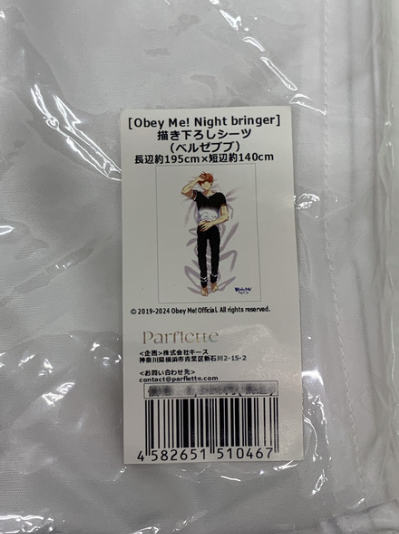 [Obey Me! Night bringer]
描き下ろしシーツ
(ベルゼブブ)
長辺約195cm×短辺約140cm
© 2019-2024 Obey Me! Official. All rights reserved.
Parflette
<企画>株式会社キース
神奈川県横浜市青葉区新石川2-15-2
<お問い合わせ先>
contact@parflette.com
4 582651 510467